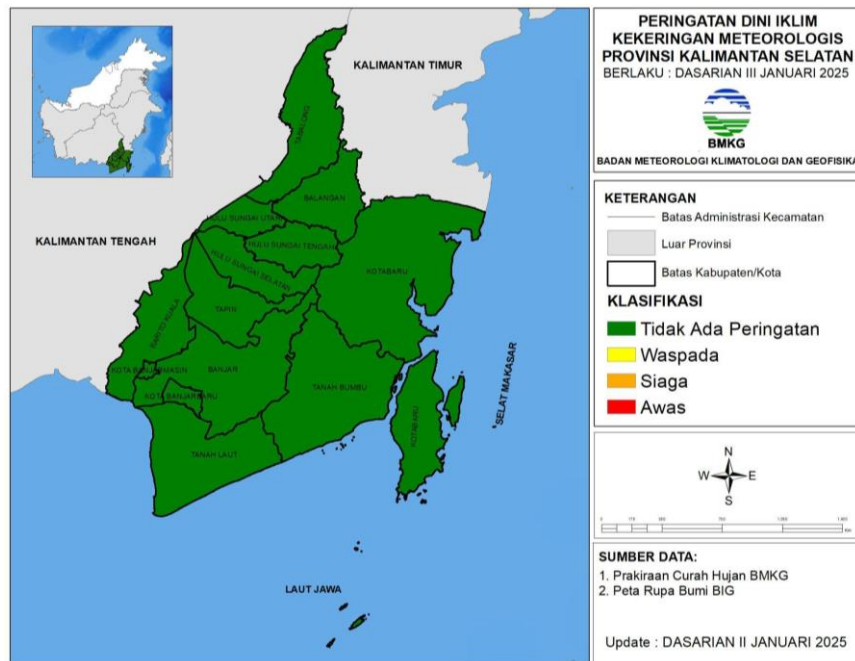 PERINGATAN DINI IKLIM
KEKERINGAN METEOROLOGIS
PROVINSI KALIMANTAN SELATAN
BERLAKU : DASARIAN III JANUARI 2025
BMKG
BADAN METEOROLOGI KLIMATOLOGI DAN GEOFISIKA
KETERANGAN
Batas Administrasi Kecamatan
Luar Provinsi
Batas Kabupaten/Kota
KLASIFIKASI
Tidak Ada Peringatan
Waspada
Siaga
Awas
N
W E
S
SUMBER DATA:
1. Prakiraan Curah Hujan BMKG
2. Peta Rupa Bumi BIG
Update : DASARIAN II JANUARI 2025
KALIMANTAN TIMUR
TABALONG
BALANGAN
HULU SUNGAI UTARA
KALIMANTAN TENGAH
HULU SUNGAI TENGAH
KOTABARU
HULU SUNGAI SELATAN
TAPIN
BARITO KUALA
KOTA BANJARMASIN
BANJAR
KOTA BANJARBARU
TANAH BUMBU
SELAT MAKASAR
KOTABARU
TANAH LAUT
LAUT JAWA